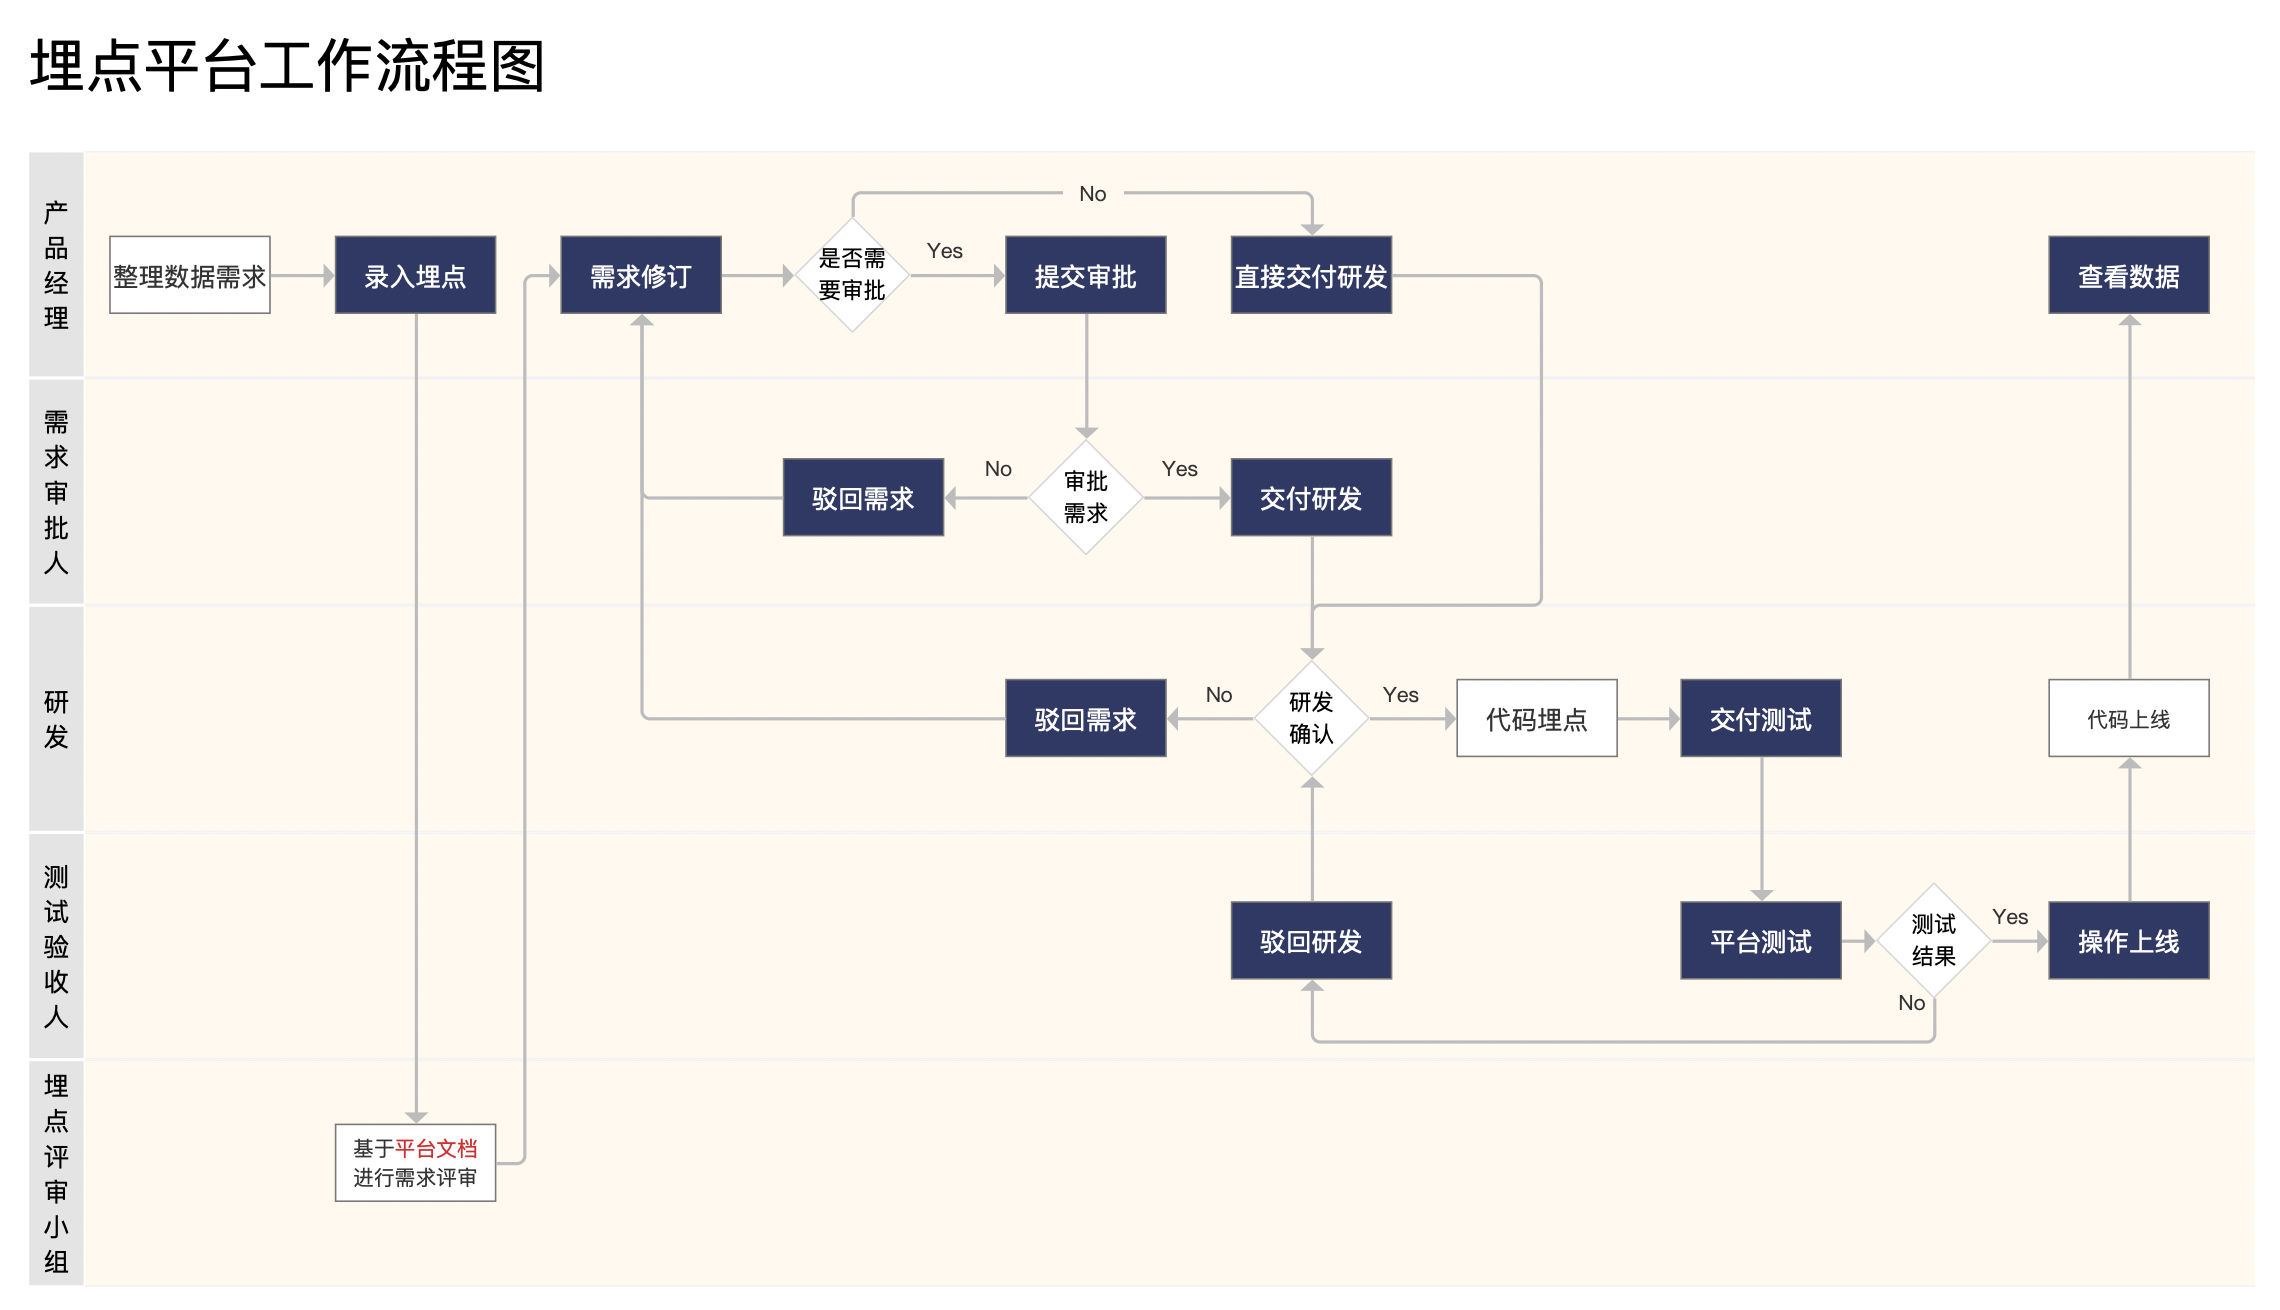 埋点平台工作流程图
产品经理
No
整理数据需求
录入埋点
需求修订
是否需
要审批
Yes
提交审批
直接交付研发
查看数据
需求审批人
驳回需求
No
审批
需求
Yes
交付研发
研发
驳回需求
No
研发
确认
Yes
代码埋点
交付测试
代码上线
测试验收人
驳回研发
平台测试
测试
结果
Yes
操作上线
No
埋点评审小组
基于平台文档
进行需求评审